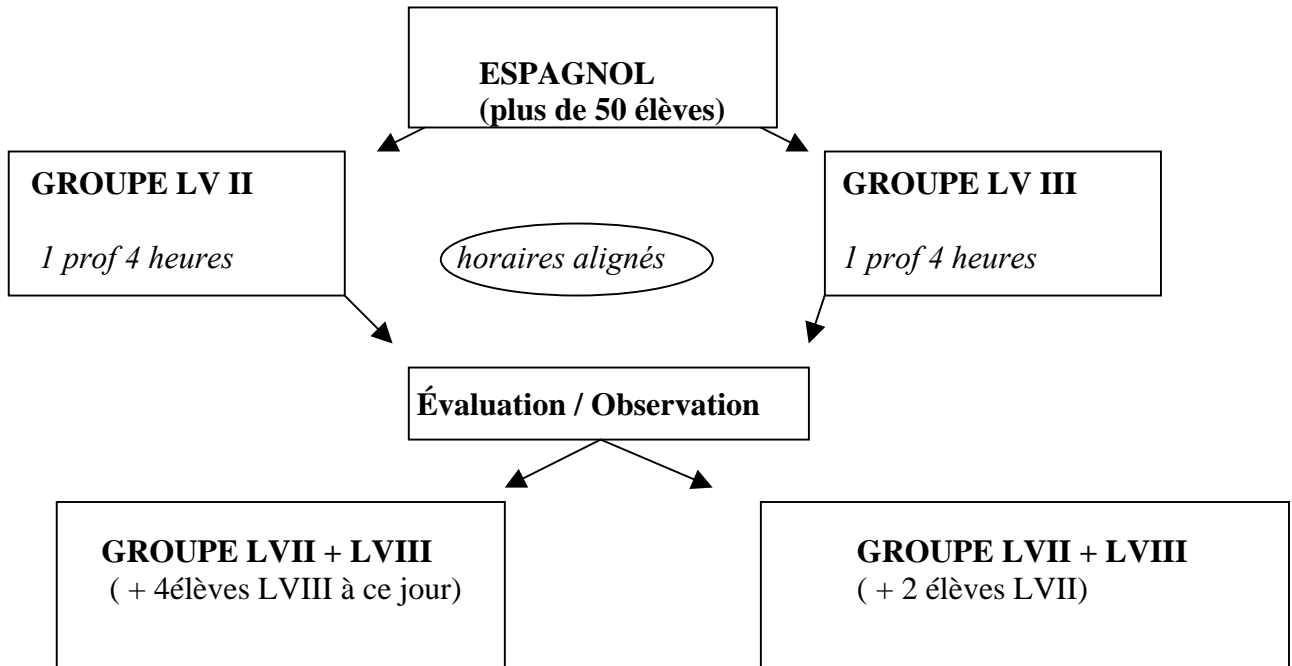 ESPAGNOL
(plus de 50 élèves)
GROUPE LV II
1 prof 4 heures
horaires alignés
GROUPE LV III
1 prof 4 heures
Évaluation / Observation
GROUPE LVII + LVIII
( + 4élèves LVIII à ce jour)
GROUPE LVII + LVIII
( + 2 élèves LVII)